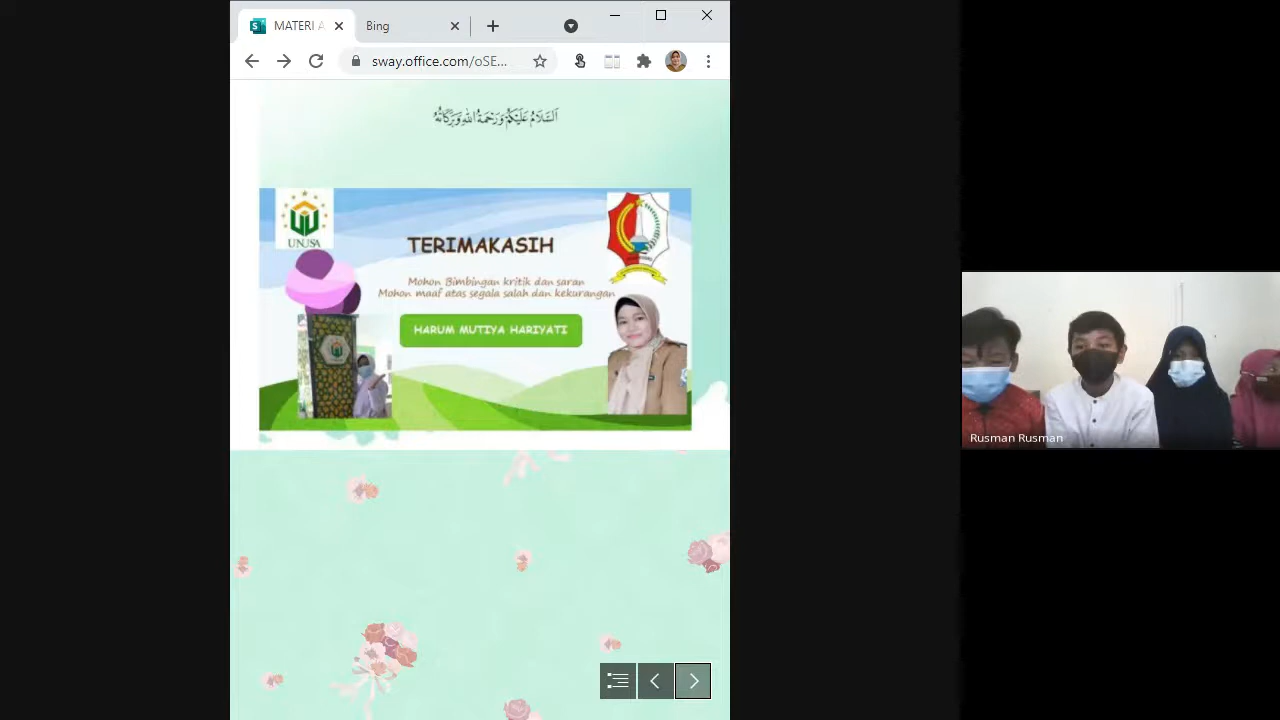 MATERI A
Bing
sway.office.com/oSE...
اَلسَّلَامُ عَلَيْكُمْ وَرَحْمَةُ اللهِ وَبَرَكَاتُهُ
UNUSA
TERIMAKASIH
Mohon Bimbingan kritik dan saran
Mohon maaf atas segala salah dan kekurangan
HARUM MUTIYA HARIYATI
Rusman Rusman